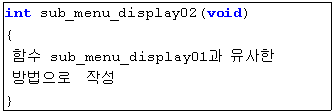 int sub_menu_display02(void)
{
함수 sub_menu_display01과 유사한
방법으로 작성
}